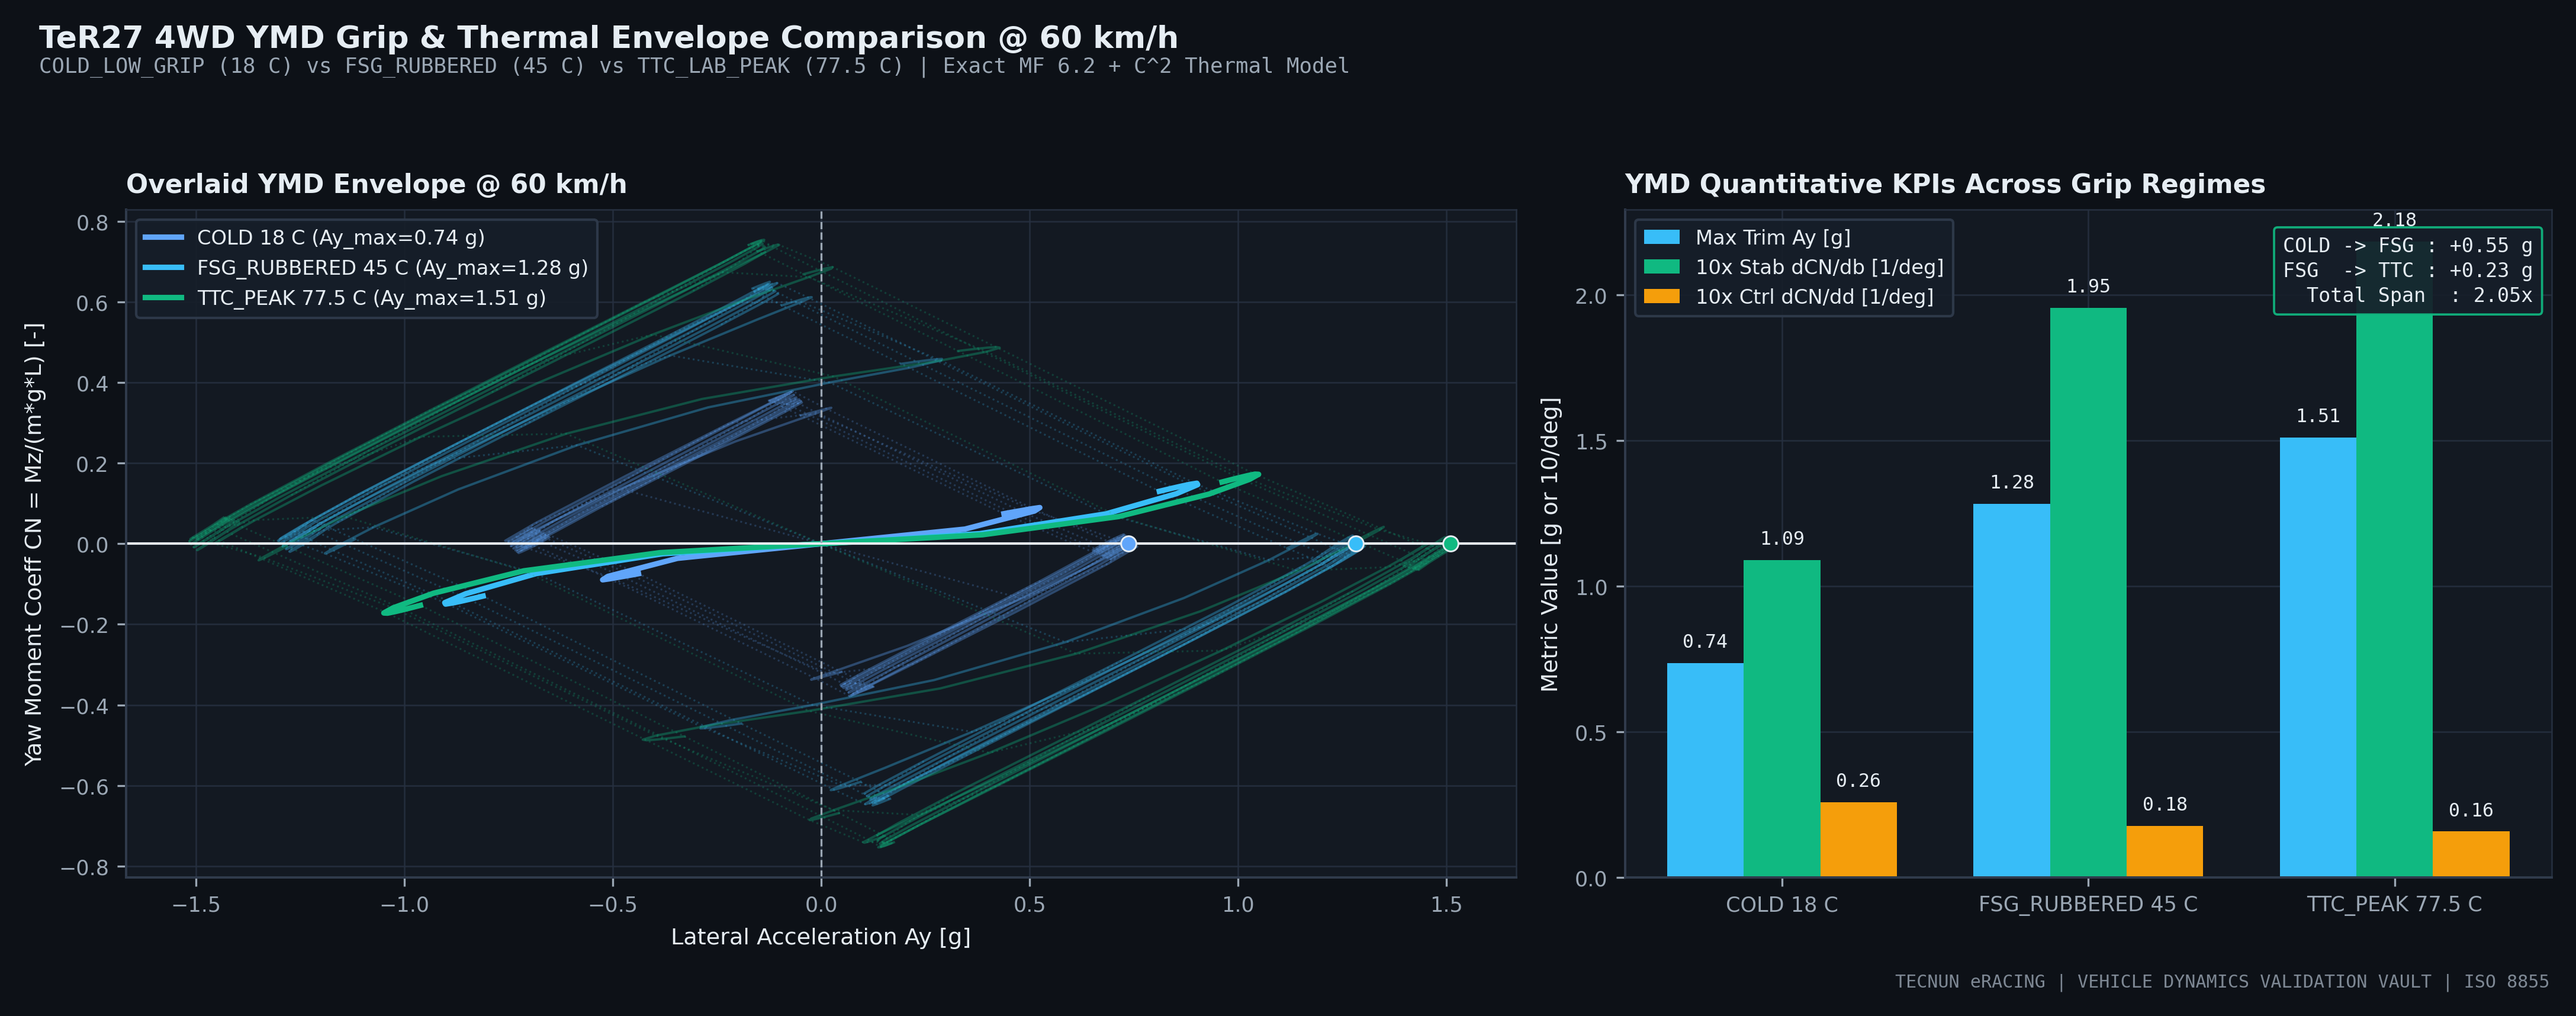 TeR27 4WD YMD Grip & Thermal Envelope Comparison @ 60 km/h
COLD_LOW_GRIP (18 C) vs FSG_RUBBERED (45 C) vs TTC_LAB_PEAK (77.5 C) | Exact MF 6.2 + C^2 Thermal Model
Overlaid YMD Envelope @ 60 km/h
COLD 18 C (Ay_max=0.74 g)
FSG_RUBBERED 45 C (Ay_max=1.28 g)
TTC_PEAK 77.5 C (Ay_max=1.51 g)
Yaw Moment Coeff CN = Mz/(m*g*L) [-]
0.8
0.6
0.4
0.2
0.0
−0.2
−0.4
−0.6
−0.8
−1.5
−1.0
−0.5
0.0
0.5
1.0
1.5
Lateral Acceleration Ay [g]
YMD Quantitative KPIs Across Grip Regimes
Max Trim Ay [g]
10x Stab dCN/db [1/deg]
10x Ctrl dCN/dd [1/deg]
COLD -> FSG : +0.55 g
FSG  -> TTC : +0.23 g
Total Span  : 2.05x
Metric Value [g or 10/deg]
2.0
1.5
1.0
0.5
0.0
0.74
1.09
0.26
1.28
1.95
0.18
1.51
2.18
0.16
COLD 18 C
FSG_RUBBERED 45 C
TTC_PEAK 77.5 C
TECNUN eRACING | VEHICLE DYNAMICS VALIDATION VAULT | ISO 8855